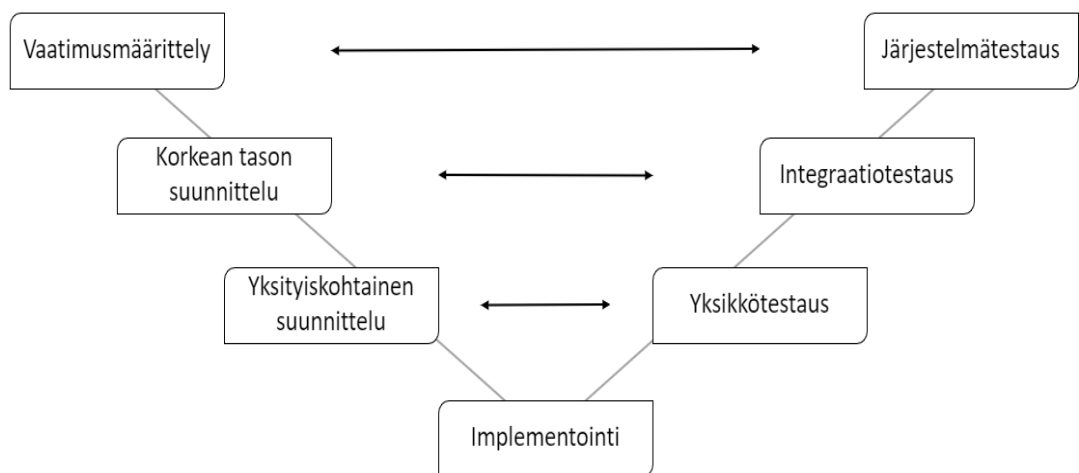 Vaatimusmäärittely
Järjestelmätestaus
Korkean tason
suunnittelu
Integraatiotestaus
Yksityiskohtainen
suunnittelu
Yksikkötestaus
Implementointi